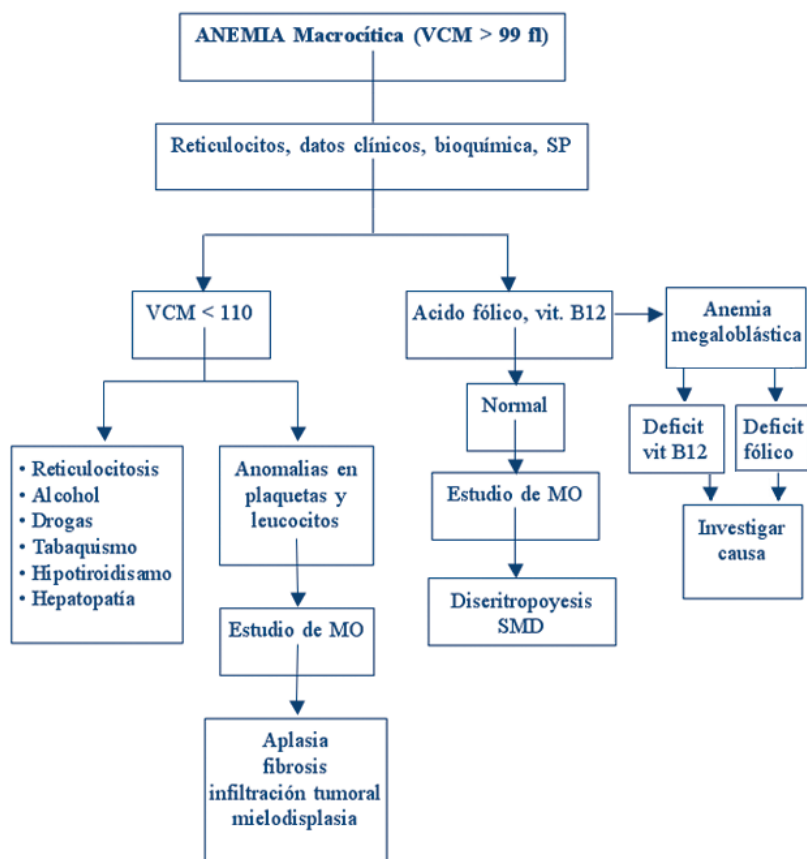 ANEMIA Macrocítica (VCM > 99 fl)
Reticulocitos, datos clínicos, bioquímica, SP
VCM < 110
Acido fólico, vit. B12
Anemia
megaloblástica
Normal
Deficit
vit B12
Deficit
fólico
• Reticulocitosis
• Alcohol
• Drogas
• Tabaquismo
• Hipotiroidisamo
• Hepatopatía
Anomalias en
plaquetas y
leucocitos
Estudio de MO
Investigar
causa
Diseritropoyesis
SMD
Estudio de MO
Aplasia
fibrosis
infiltración tumoral
mielodisplasia